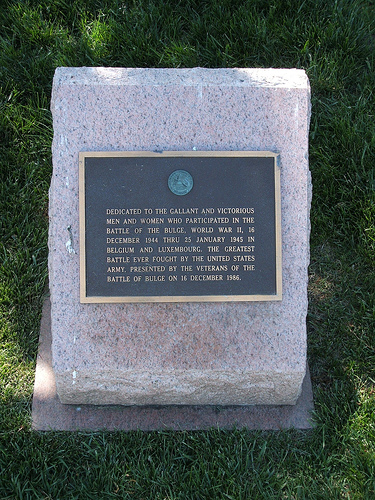 DEDICATED TO THE GALLANT AND VICTORIOUS
MEN AND WOMEN WHO PARTICIPATED IN THE
BATTLE OF THE BULGE, WORLD WAR II, 16
DECEMBER 1944 THRU 25 JANUARY 1945 IN
BELGIUM AND LUXEMBOURG. THE GREATEST
BATTLE EVER FOUGHT BY THE UNITED STATES
ARMY. PRESENTED BY THE VETERANS OF THE
BATTLE OF BULGE ON 16 DECEMBER 1986.